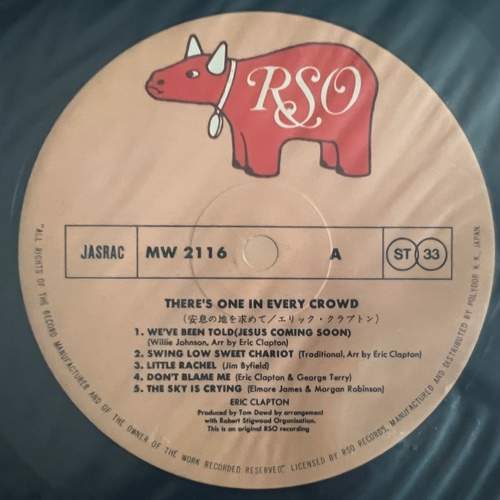 RSO
JASRAC MW 2116 A ST 33
THERE'S ONE IN EVERY CROWD
(安息の地を求めて/エリック・クラプトン)
1. WE'VE BEEN TOLD(JESUS COMING SOON)
(Willie Johnson, Arr by Eric Clapton)
2. SWING LOW SWEET CHARIOT (Traditional, Arr by Eric Clapton)
3. LITTLE RACHEL (Jim Byfield)
4. DON'T BLAME ME (Eric Clapton & George Terry)
5. THE SKY IS CRYING (Elmore James & Morgan Robinson)
ERIC CLAPTON
Produced by Tom Dowd by arrangement
with Robert Stigwood Organisation.
This is an original RSO recording
"ALL RIGHTS OF THE MANUFACTURER AND OF THE OWNER OF THE WORK RECORDED RESERVED". LICENSED BY RSO RECORDS, MANUFACTURED AND DISTRIBUTED BY POLYDOR K.K., JAPAN.